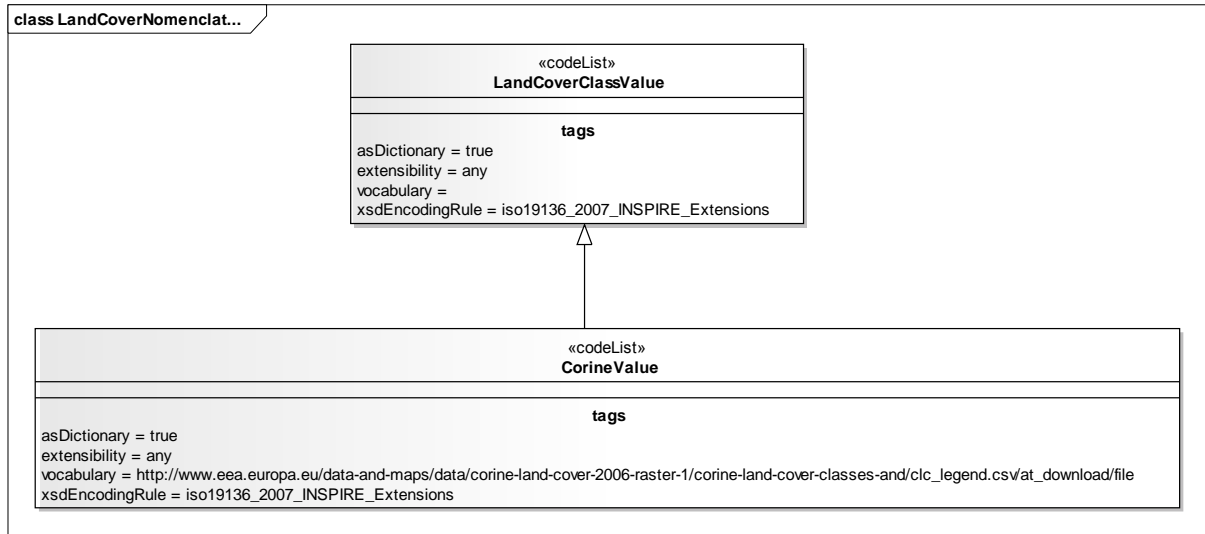 class LandCoverNomenclat...
«codeList»
LandCoverClassValue
tags
asDictionary = true
extensibility = any
vocabulary =
xsdEncodingRule = iso19136_2007_INSPIRE_Extensions
«codeList»
CorineValue
tags
asDictionary = true
extensibility = any
vocabulary = http://www.eea.europa.eu/data-and-maps/data/corine-land-cover-2006-raster-1/corine-land-cover-classes-and/clc_legend.csv/at_download/file
xsdEncodingRule = iso19136_2007_INSPIRE_Extensions